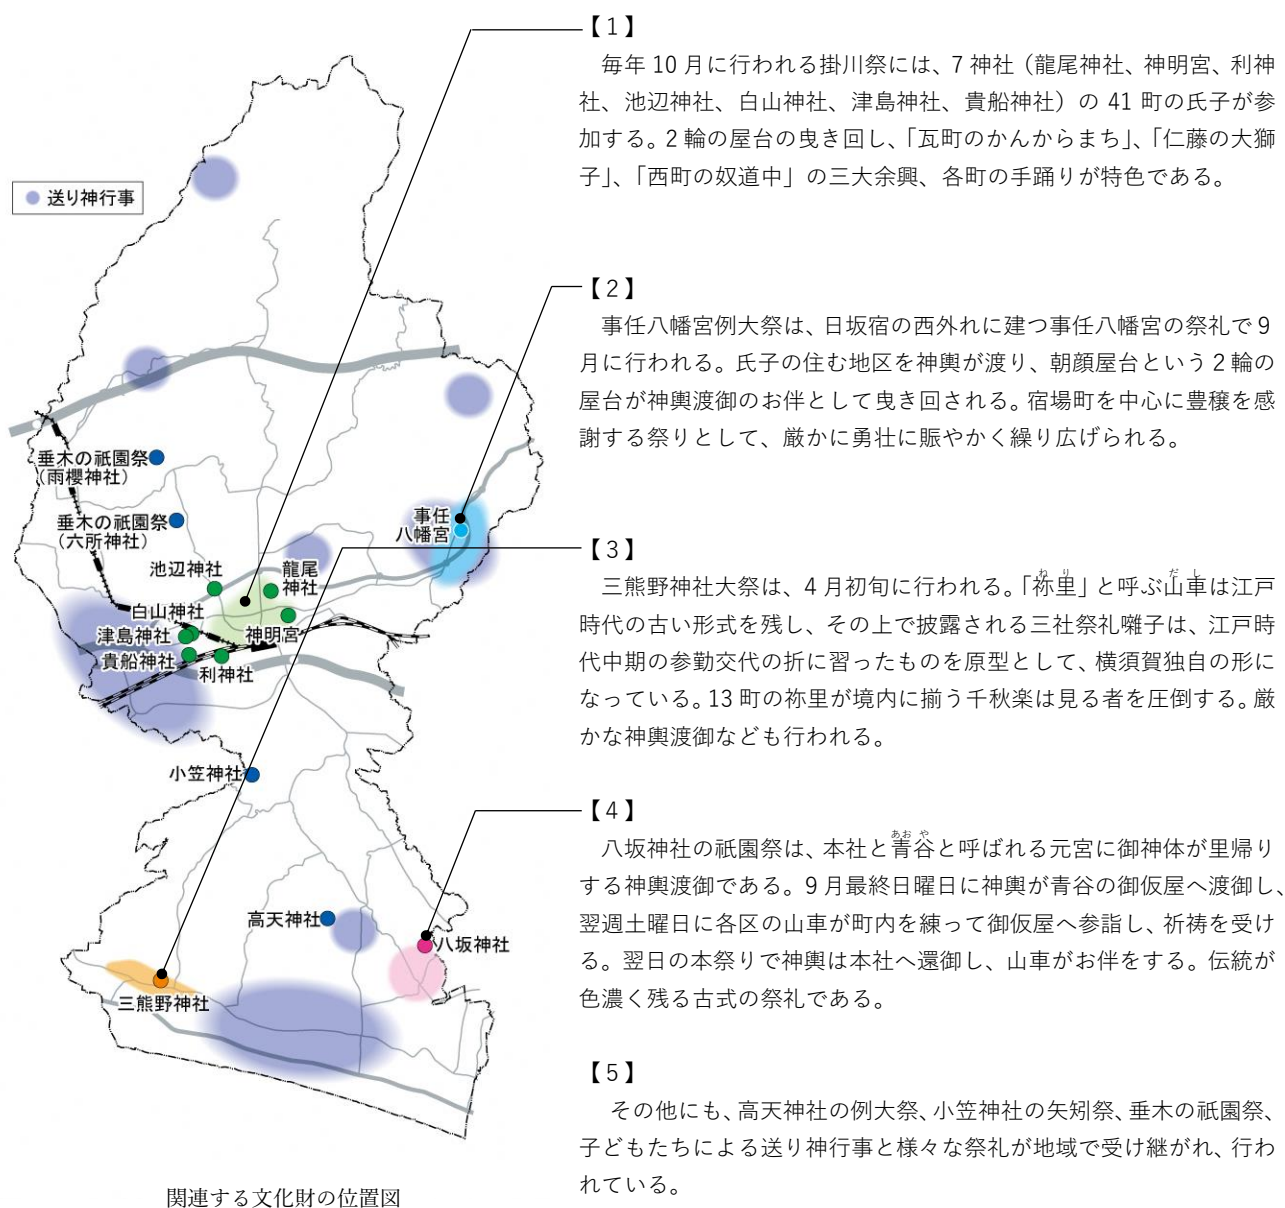 【1】
毎年 10 月に行われる掛川祭には、7 神社（龍尾神社、神明宮、利神
社、池辺神社、白山神社、津島神社、貴船神社）の 41 町の氏子が参
加する。2 輪の屋台の曳き回し、「瓦町のかんからまち」、「仁藤の大獅
子」、「西町の奴道中」の三大余興、各町の手踊りが特色である。
【2】
事任八幡宮例大祭は、日坂宿の西外れに建つ事任八幡宮の祭礼で 9
月に行われる。氏子の住む地区を神輿が渡り、朝顔屋台という 2 輪の
屋台が神輿渡御のお伴として曳き回される。宿場町を中心に豊穣を感
謝する祭りとして、厳かに勇壮に賑やかく繰り広げられる。
【3】
三熊野神社大祭は、4 月初旬に行われる。「祢里」と呼ぶ山車は江戸
ねり
だし
時代の古い形式を残し、その上で披露される三社祭礼囃子は、江戸時
代中期の参勤交代の折に習ったものを原型として、横須賀独自の形に
なっている。13 町の祢里が境内に揃う千秋楽は見る者を圧倒する。厳
かな神輿渡御なども行われる。
【4】
八坂神社の祇園祭は、本社と青谷と呼ばれる元宮に御神体が里帰り
あおや
する神輿渡御である。9 月最終日曜日に神輿が青谷の御仮屋へ渡御し、
翌週土曜日に各区の山車が町内を練って御仮屋へ参詣し、祈祷を受け
る。翌日の本祭りで神輿は本社へ還御し、山車がお伴をする。伝統が
色濃く残る古式の祭礼である。
【5】
その他にも、高天神社の例大祭、小笠神社の矢矧祭、垂木の祇園祭、
子どもたちによる送り神行事と様々な祭礼が地域で受け継がれ、行わ
れている。
送り神行事
垂木の祇園祭
（雨櫻神社）
垂木の祇園祭
（六所神社）
事任
八幡宮
池辺神社
龍尾
神社
白山神社
津島神社
神明宮
貴船神社
利神社
小笠神社
高天神社
八坂神社
三熊野神社
関連する文化財の位置図